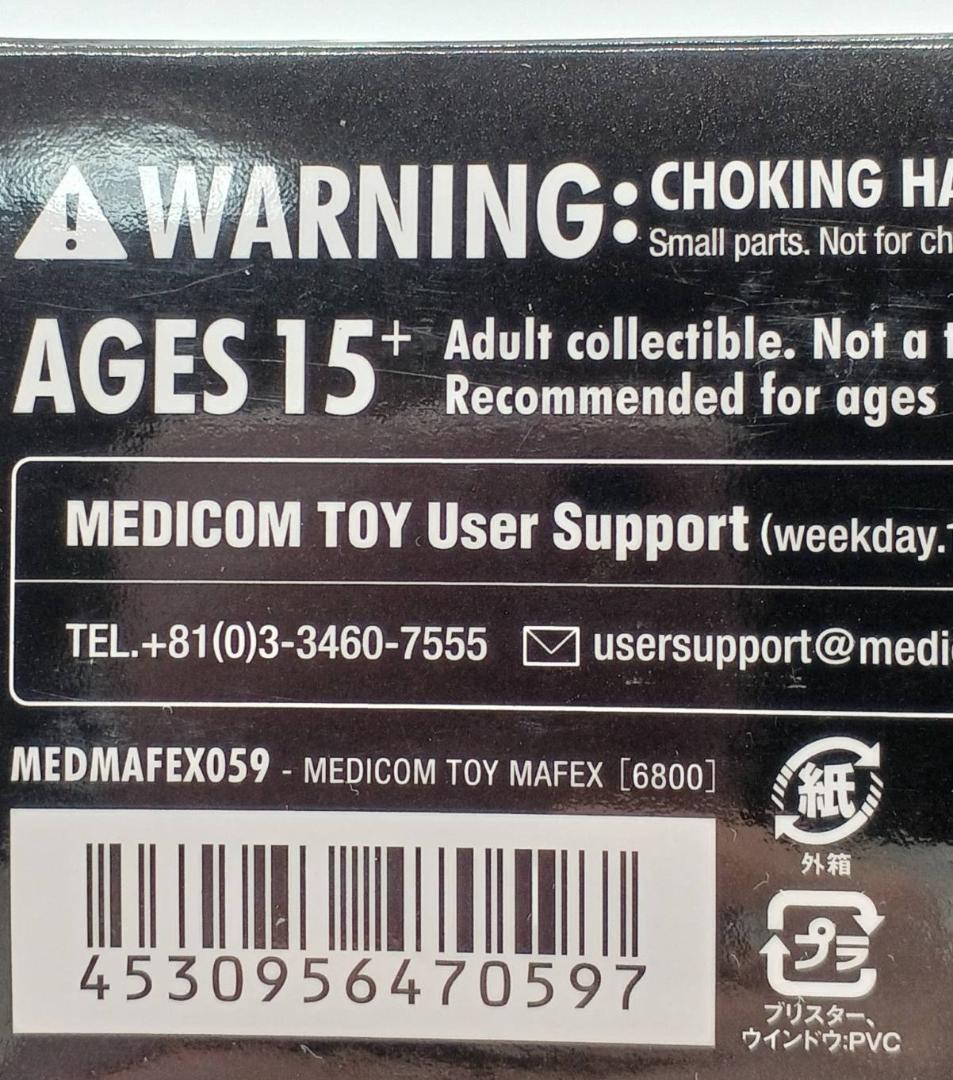 WARNING: CHOKING HA
Small parts. Not for ch
AGES 15+
Adult collectible. Not a t
Recommended for ages
MEDICOM TOY User Support (weekday.1
TEL.+81(0)3-3460-7555 usersupport@medic
MEDMAFEX059 - MEDICOM TOY MAFEX [6800]
4530956470597
紙
外箱
プラ
ブリスター、
ウインドウ:PVC